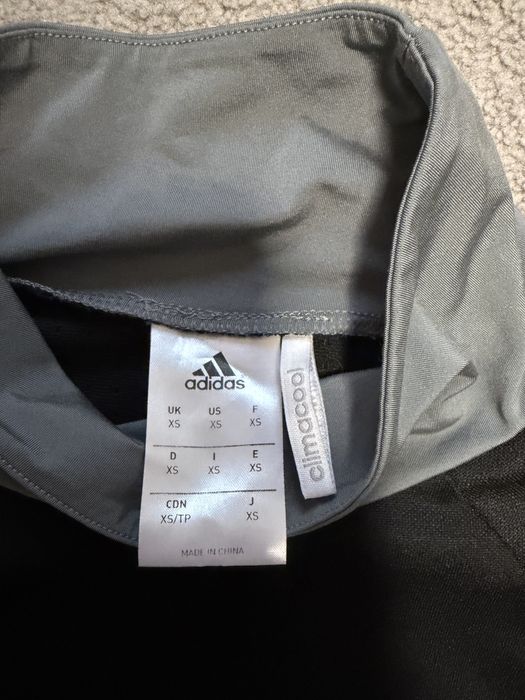 adidas
UK US F
XS XS XS
D I E
XS XS XS
CDN J
XS/TP XS
MADE IN CHINA
climacool